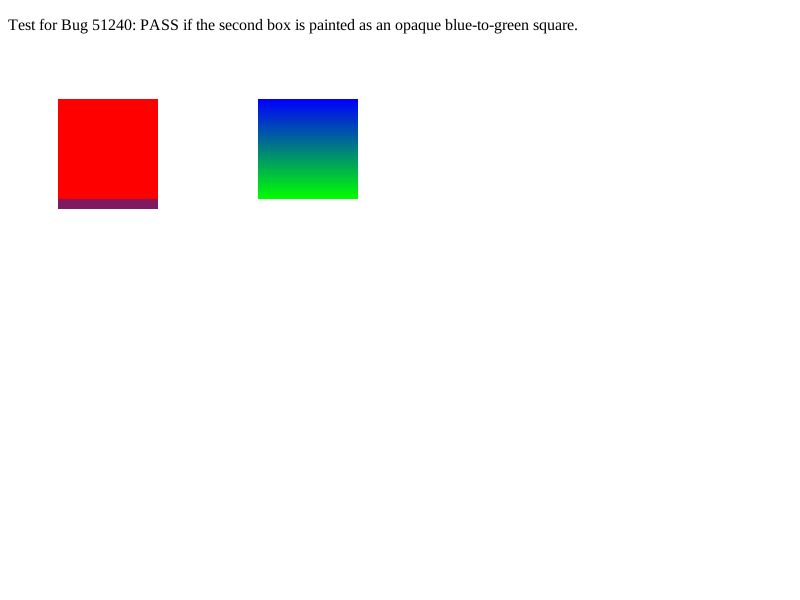 Test for Bug 51240: PASS if the second box is painted as an opaque blue-to-green square.